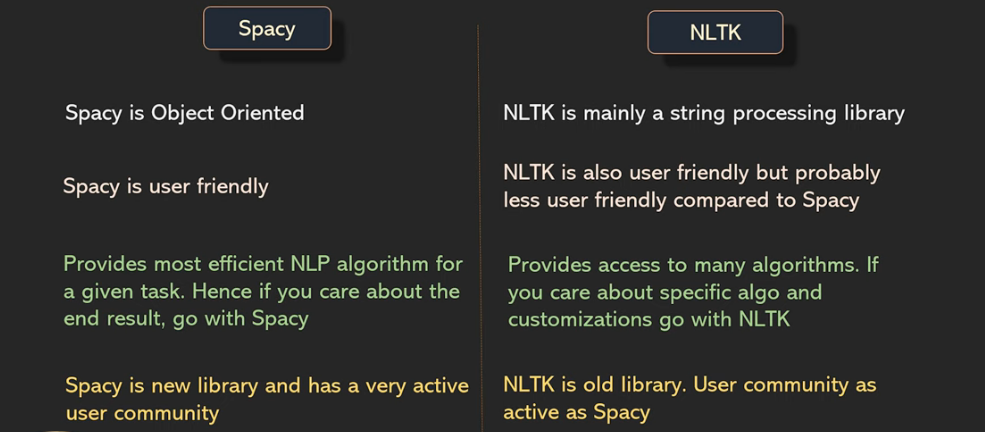 Spacy
NLTK
Spacy is Object Oriented
NLTK is mainly a string processing library
Spacy is user friendly
NLTK is also user friendly but probably
less user friendly compared to Spacy
Provides most efficient NLP algorithm for
a given task. Hence if you care about the
end result, go with Spacy
Provides access to many algorithms. If
you care about specific algo and
customizations go with NLTK
Spacy is new library and has a very active
user community
NLTK is old library. User community as
active as Spacy